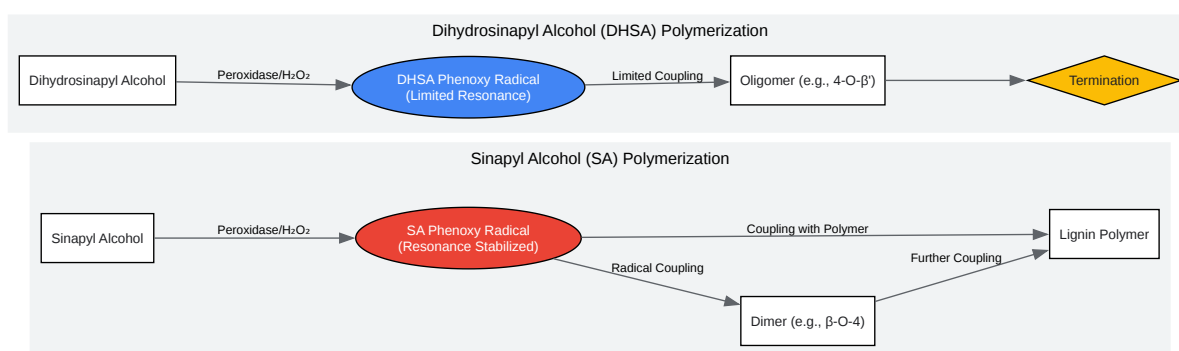 Dihydrosinapyl Alcohol (DHSA) Polymerization
Dihydrosinapyl Alcohol
Peroxidase/H₂O₂
DHSA Phenoxy Radical
(Limited Resonance)
Limited Coupling
Oligomer (e.g., 4-O-β')
Termination
Sinapyl Alcohol (SA) Polymerization
Sinapyl Alcohol
Peroxidase/H₂O₂
SA Phenoxy Radical
(Resonance Stabilized)
Coupling with Polymer
Lignin Polymer
Radical Coupling
Further Coupling
Dimer (e.g., β-O-4)